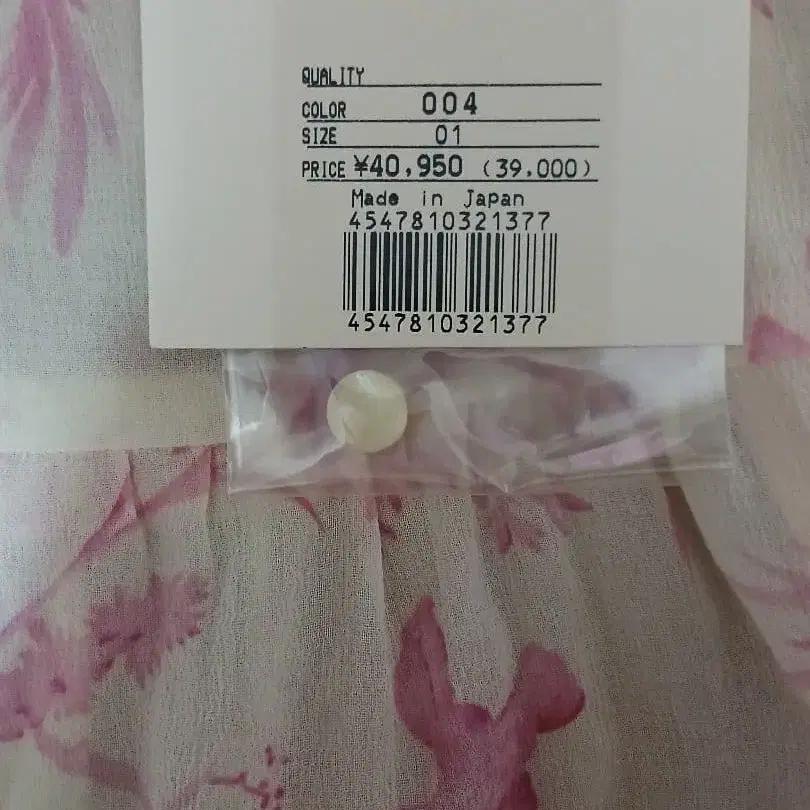 QUALITY
COLOR 004
SIZE 01
PRICE ¥40,950 (39,000)
Made in Japan
4547810321377
4547810321377